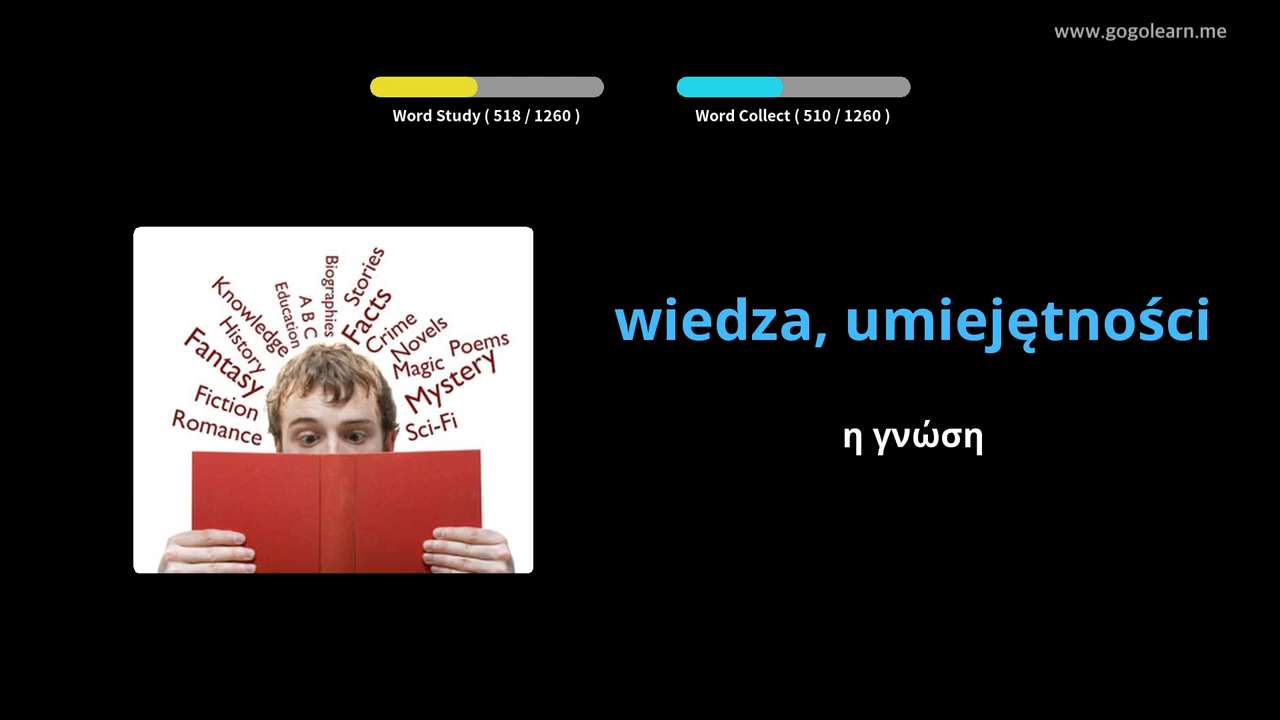 www.gogolearn.me
Word Study ( 518 / 1260 )
Word Collect ( 510 / 1260 )
Knowledge
History
Fantasy
Fiction
Romance
Education
A B C
Biographies
Stories
Facts
Crime
Novels
Magic
Poems
Mystery
Sci-Fi
wiedza, umiejętności
η γνώση